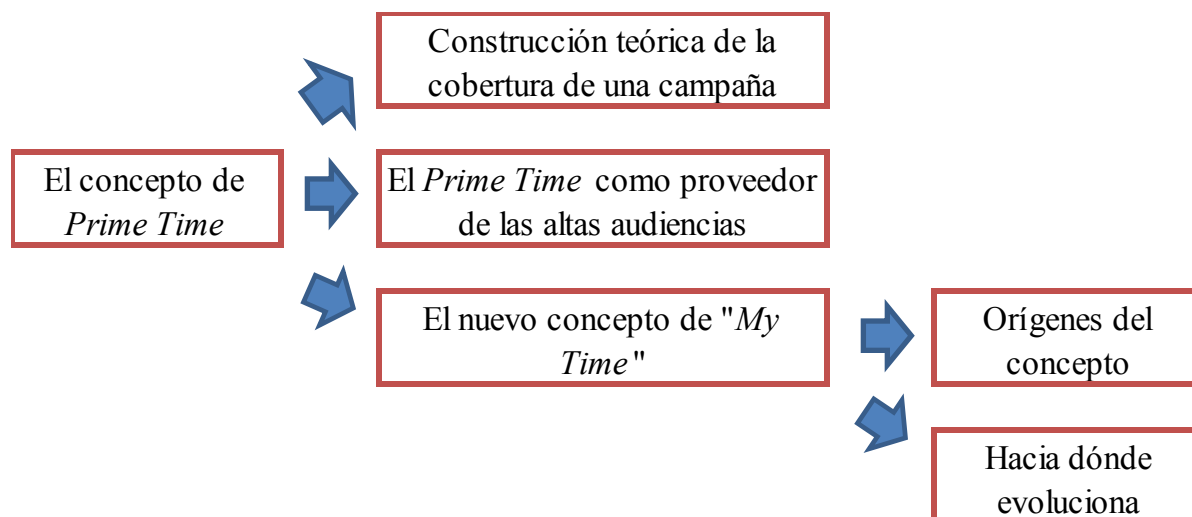 Construcción teórica de la
cobertura de una campaña
El concepto de
Prime Time
El Prime Time como proveedor
de las altas audiencias
El nuevo concepto de "My
Time"
Orígenes del
concepto
Hacia dónde
evoluciona